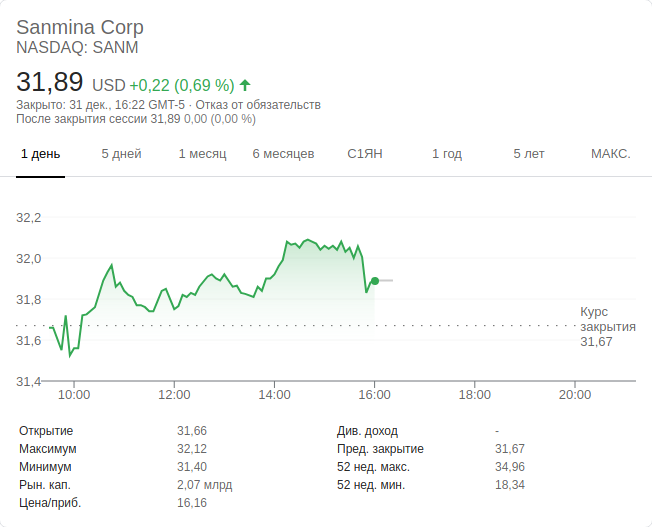 Sanmina Corp
NASDAQ: SANM
31,89 USD +0,22 (0,69 %)
Закрыто: 31 дек., 16:22 GMT-5 · Отказ от обязательств
После закрытия сессии 31,89 0,00 (0,00 %)
1 день 5 дней 1 месяц 6 месяцев С1ЯН 1 год 5 лет МАКС.
32,2
32,0
31,8
Курс
закрытия
31,67
31,6
31,4
10:00 12:00 14:00 16:00 18:00 20:00
Открытие 31,66 Див. доход -
Максимум 32,12 Пред. закрытие 31,67
Минимум 31,40 52 нед. макс. 34,96
Рын. кап. 2,07 млрд 52 нед. мин. 18,34
Цена/приб. 16,16